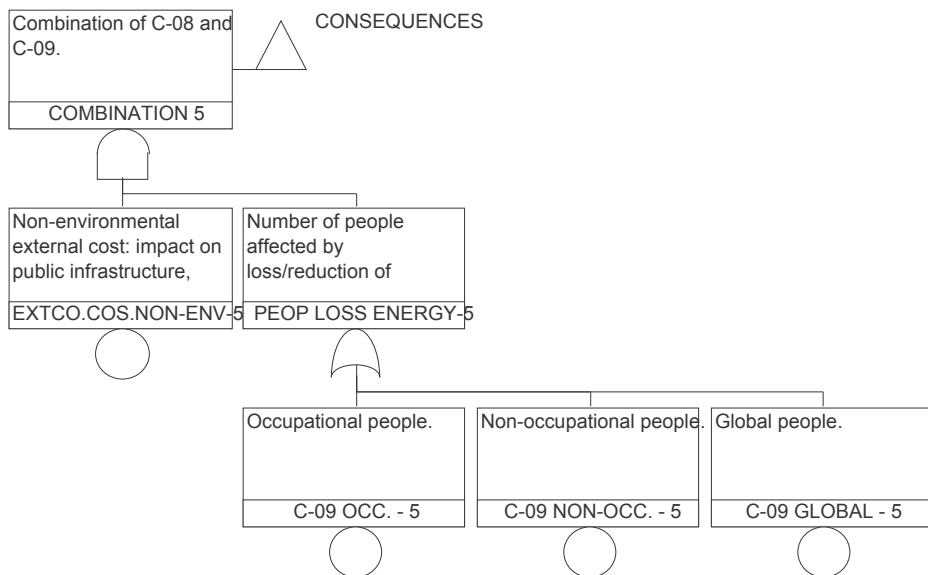 Combination of C-08 and
C-09.
CONSEQUENCES
COMBINATION 5
Non-environmental
external cost: impact on
public infrastructure,
EXTCO.COS.NON-ENV-5
Number of people
affected by
loss/reduction of
PEOP LOSS ENERGY-5
Occupational people.
C-09 OCC. - 5
Non-occupational people.
C-09 NON-OCC. - 5
Global people.
C-09 GLOBAL - 5